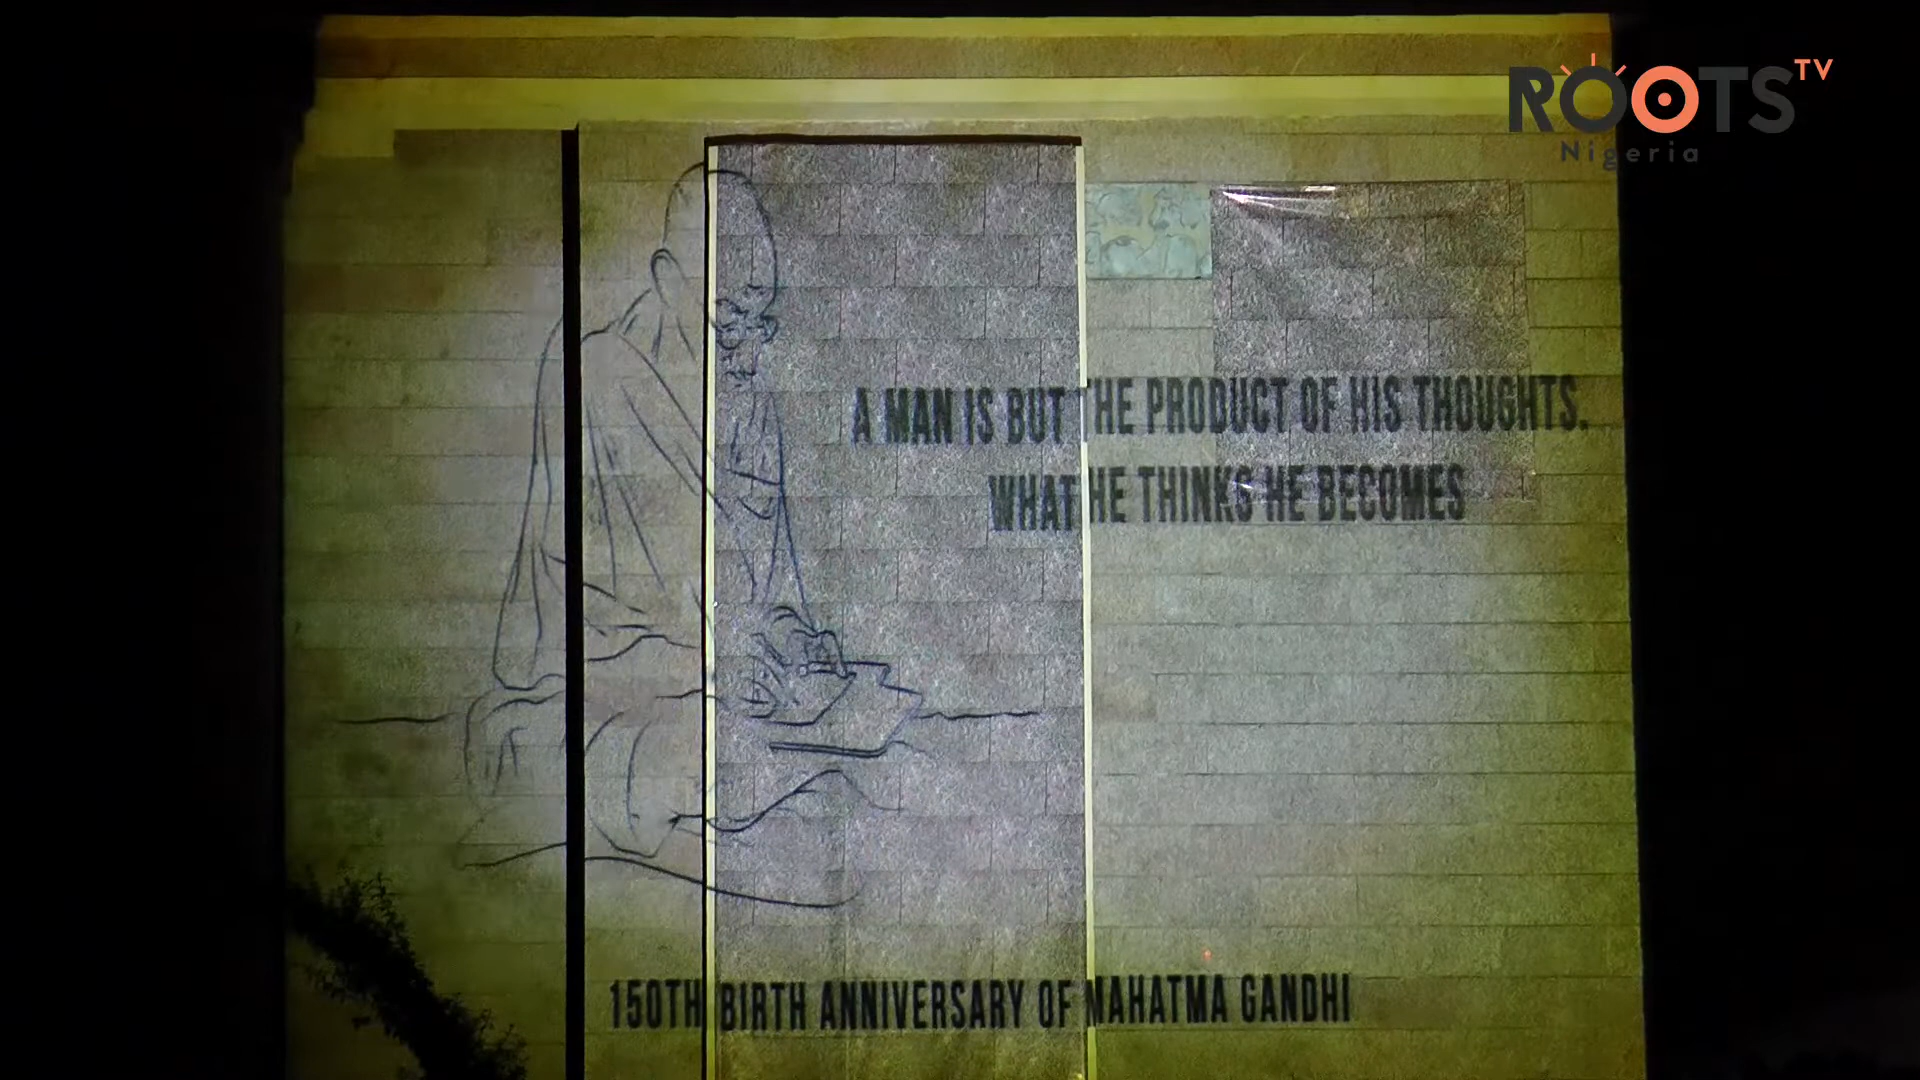 ROOTS TV
Nigeria
A MAN IS BUT THE PRODUCT OF HIS THOUGHTS.
WHAT HE THINKS HE BECOMES
150TH BIRTH ANNIVERSARY OF MAHATMA GANDHI